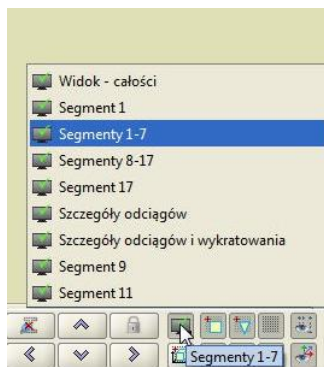 Widok - całości
Segment 1
Segmenty 1-7
Segmenty 8-17
Segment 17
Szczegóły odciągów
Szczegóły odciągów i wykratowania
Segment 9
Segment 11
Segmenty 1-7